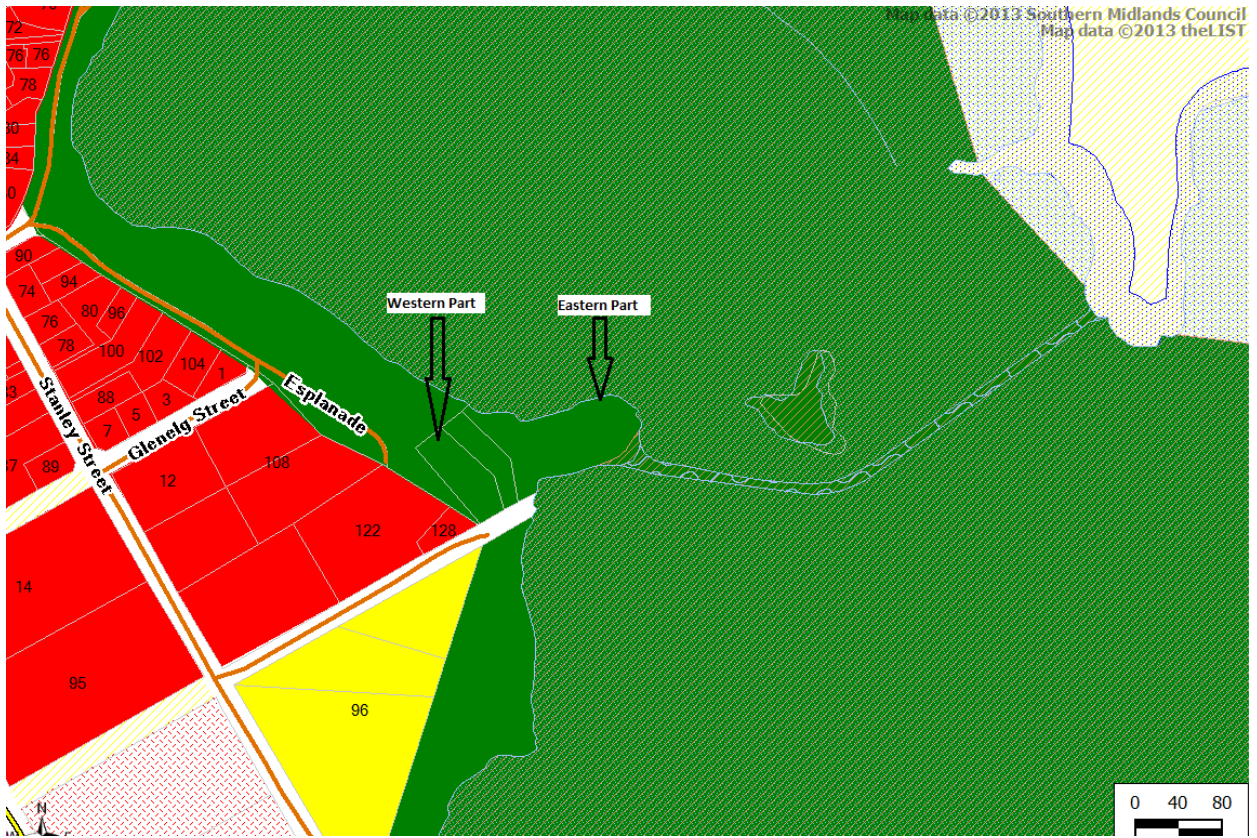 Map data ©2013 Southern Midlands Council
Map data ©2013 theLIST
72
76 76
78
34
90
94
74
80 96
76
78
100
102
104
1
Western Part
Eastern Part
Esplanade
Stanley Street
Glenelg Street
88
3
5
7
89
12
108
122
128
14
95
96
N
0 40 80